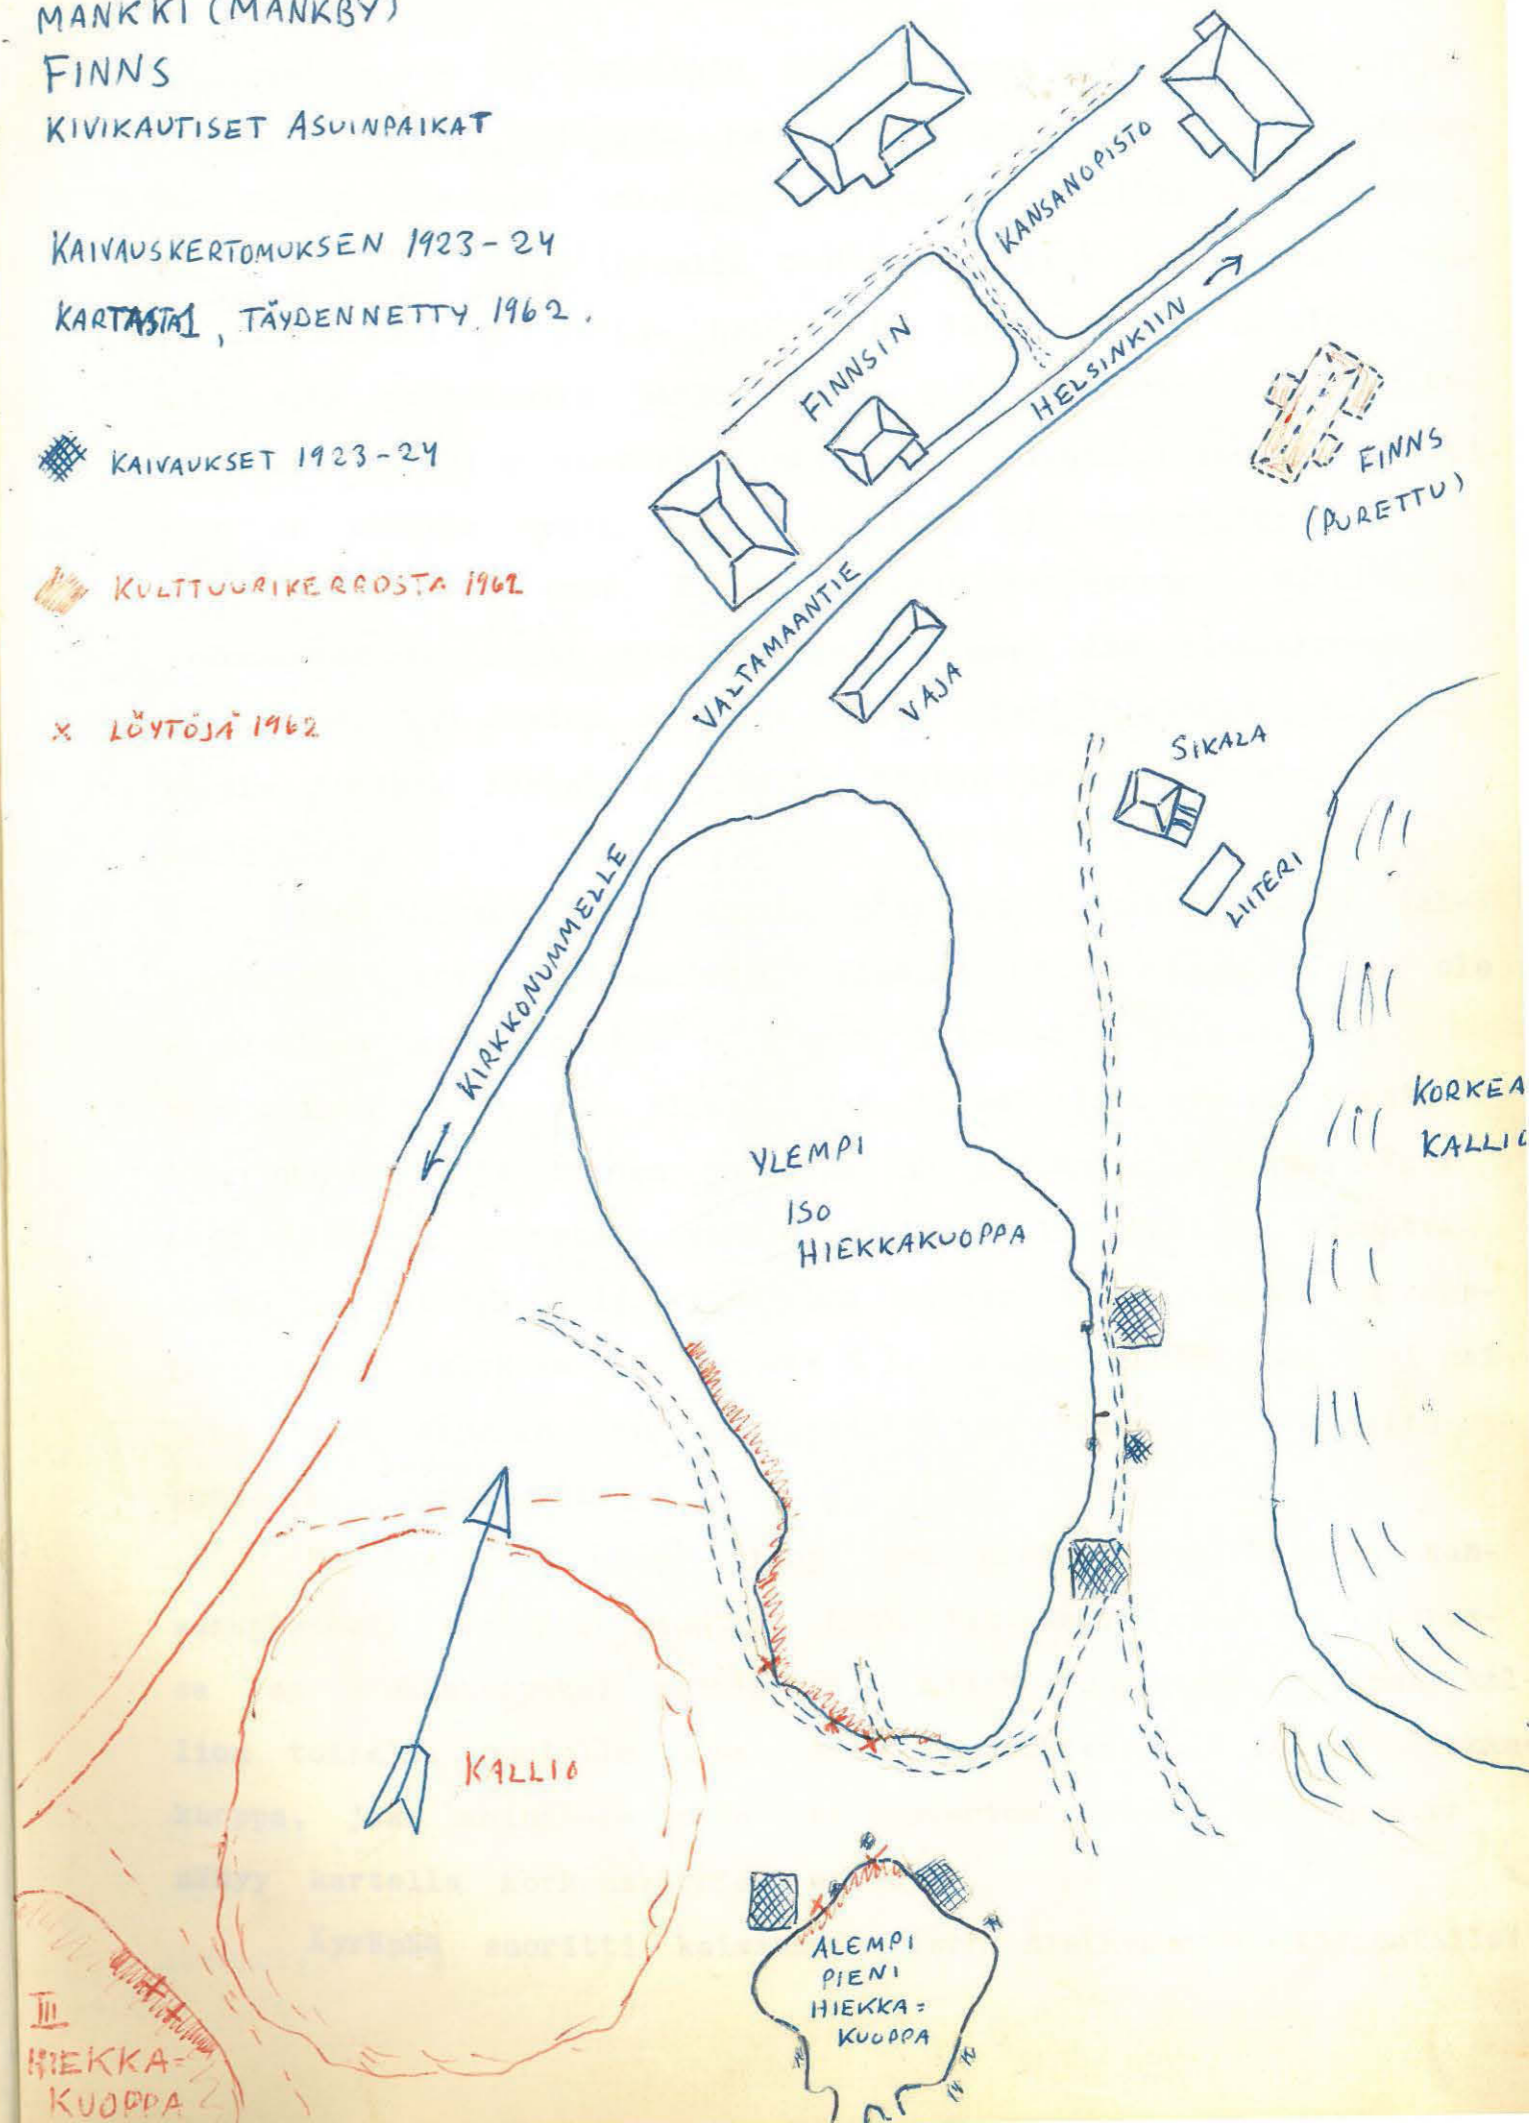 MANKKI (MANKBY)
FINNS
KIVIKAUTISET ASUINPAIKAT
KAIVAUSKERTOMUKSEN 1923-24
KARTASTA1, TÄYDENNETTY 1962.
KAIVAUKSET 1923-24
KULTTUURIKERROSTA 1962
× LÖYTÖJÄ 1962
KANSANOPISTO
FINNSIN
HELSINKIIN
FINNS
(PURETTU)
VALTAMAANTIE
VAJA
SIKALA
LIITERI
KIRKKONUMMELLE
KORKEA
KALLIO
YLEMPI
ISO
HIEKKAKUOPPA
KALLIO
ALEMPI
PIENI
HIEKKA=
KUOPPA
III
HIEKKA=
KUOPPA